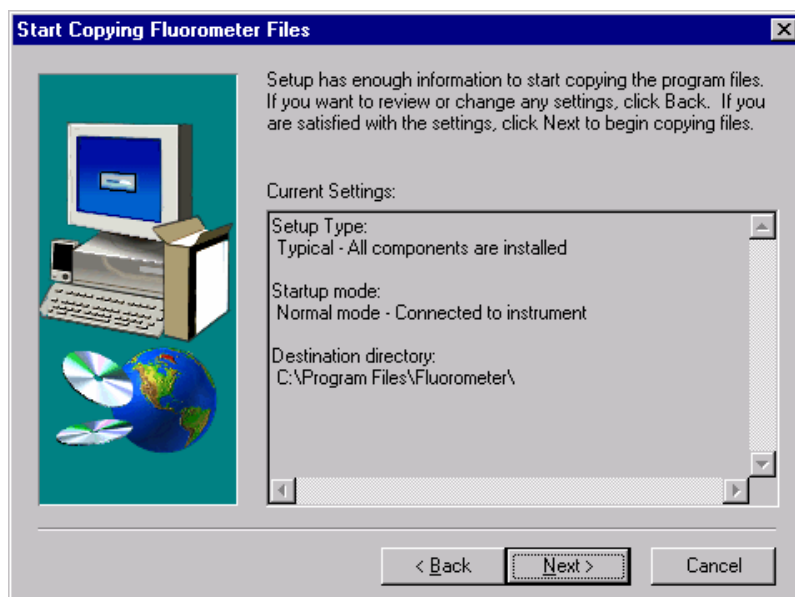 Start Copying Fluorometer Files
Setup has enough information to start copying the program files.
If you want to review or change any settings, click Back. If you
are satisfied with the settings, click Next to begin copying files.
Current Settings:
Setup Type:
Typical - All components are installed
Startup mode:
Normal mode - Connected to instrument
Destination directory:
C:\Program Files\Fluorometer\
< Back
Next >
Cancel